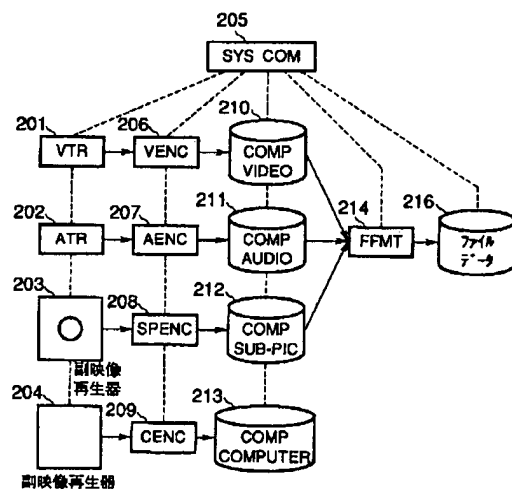 205
SYS COM
201
VTR
206
VENC
210
COMP
VIDEO
202
ATR
207
AENC
211
COMP
AUDIO
214
FFMT
216
ファイル
データ
203
副映像
再生器
208
SPENC
212
COMP
SUB-PIC
204
副映像再生器
209
CENC
213
COMP
COMPUTER